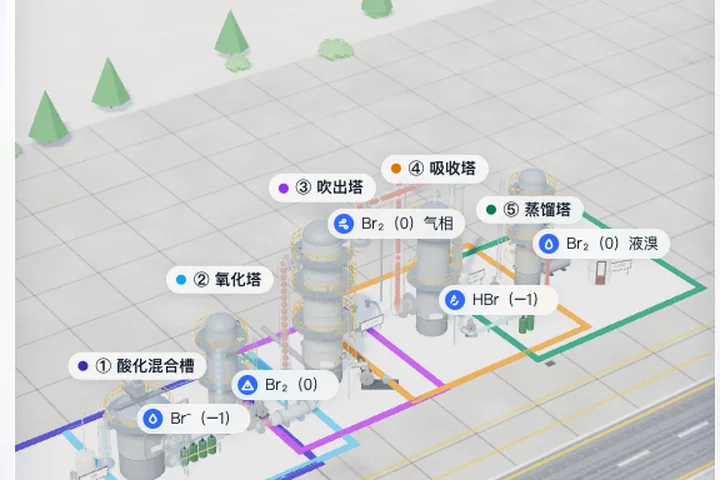 ④ 吸收塔
③ 吹出塔
⑤ 蒸馏塔
Br₂（0）气相
Br₂（0）液溴
② 氧化塔
HBr（−1）
① 酸化混合槽
Br₂（0）
Br⁻（−1）